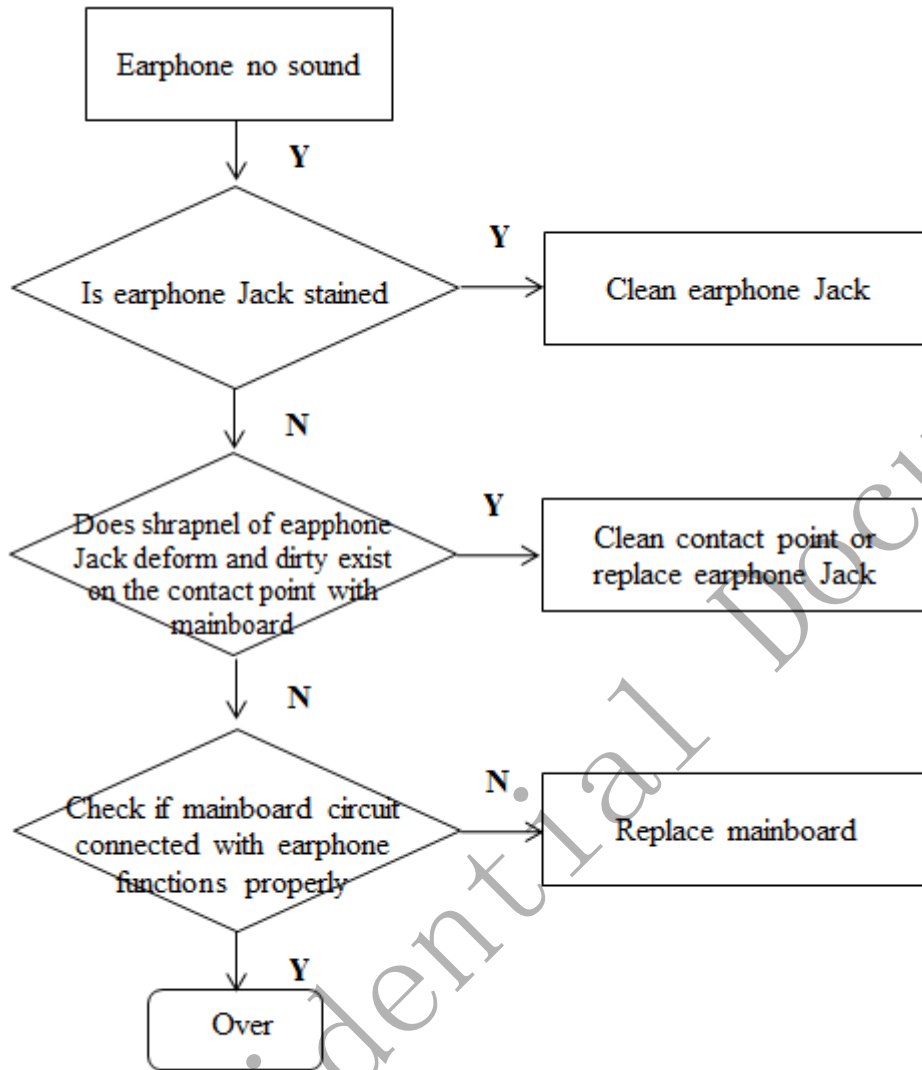 Earphone no sound
Y
Is earphone Jack stained
Y
Clean earphone Jack
N
Does shrapnel of eapphone
Jack deform and dirty exist
on the contact point with
mainboard
Y
Clean contact point or
replace earphone Jack
N
Check if mainboard circuit
connected with earphone
functions properly
N
Replace mainboard
Y
Over
idential Docu